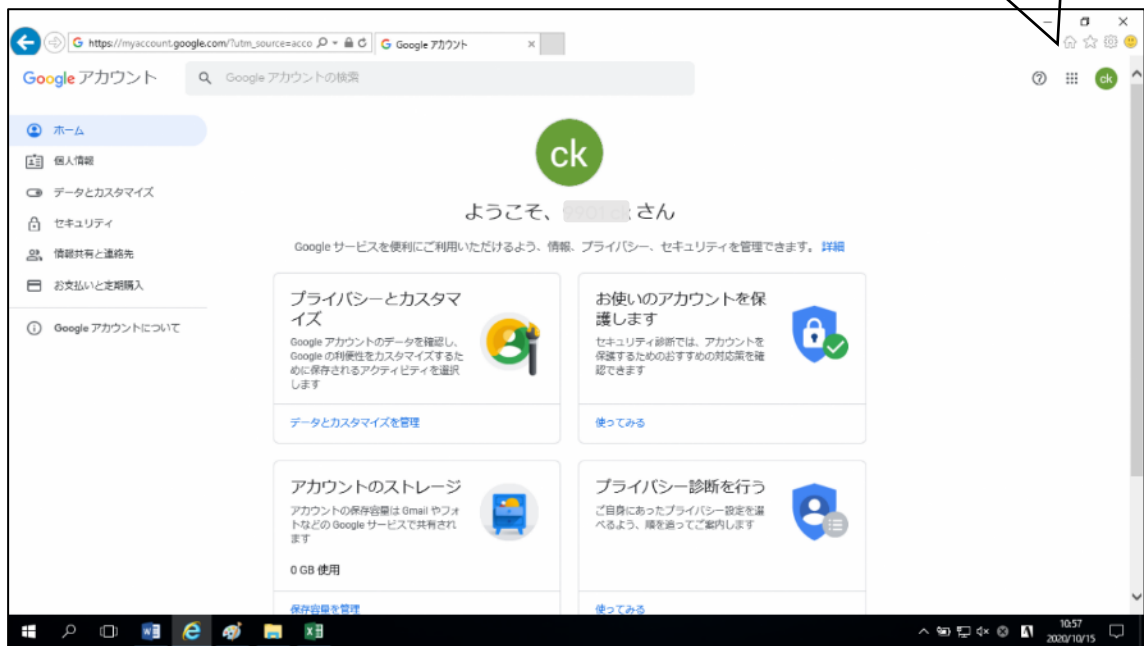 https://myaccount.google.com/?utm_source=acco
Google アカウント
Google アカウント
Google アカウントの検索
ck
ホーム
個人情報
データとカスタマイズ
セキュリティ
情報共有と連絡先
お支払いと定期購入
Google アカウントについて
ck
ようこそ、 さん
Google サービスを便利にご利用いただけるよう、情報、プライバシー、セキュリティを管理できます。詳細
プライバシーとカスタマ
イズ
Google アカウントのデータを確認し、
Google の利便性をカスタマイズするた
めに保存されるアクティビティを選択
します
データとカスタマイズを管理
お使いのアカウントを保
護します
セキュリティ診断では、アカウントを
保護するためのおすすめの対応策を確
認できます
使ってみる
アカウントのストレージ
アカウントの保存容量は Gmail やフォ
トなどの Google サービスで共有され
ます
0 GB 使用
保存容量を管理
プライバシー診断を行う
ご自身にあったプライバシー設定を選
べるよう、順を追ってご案内します
使ってみる
10:57
2020/10/15